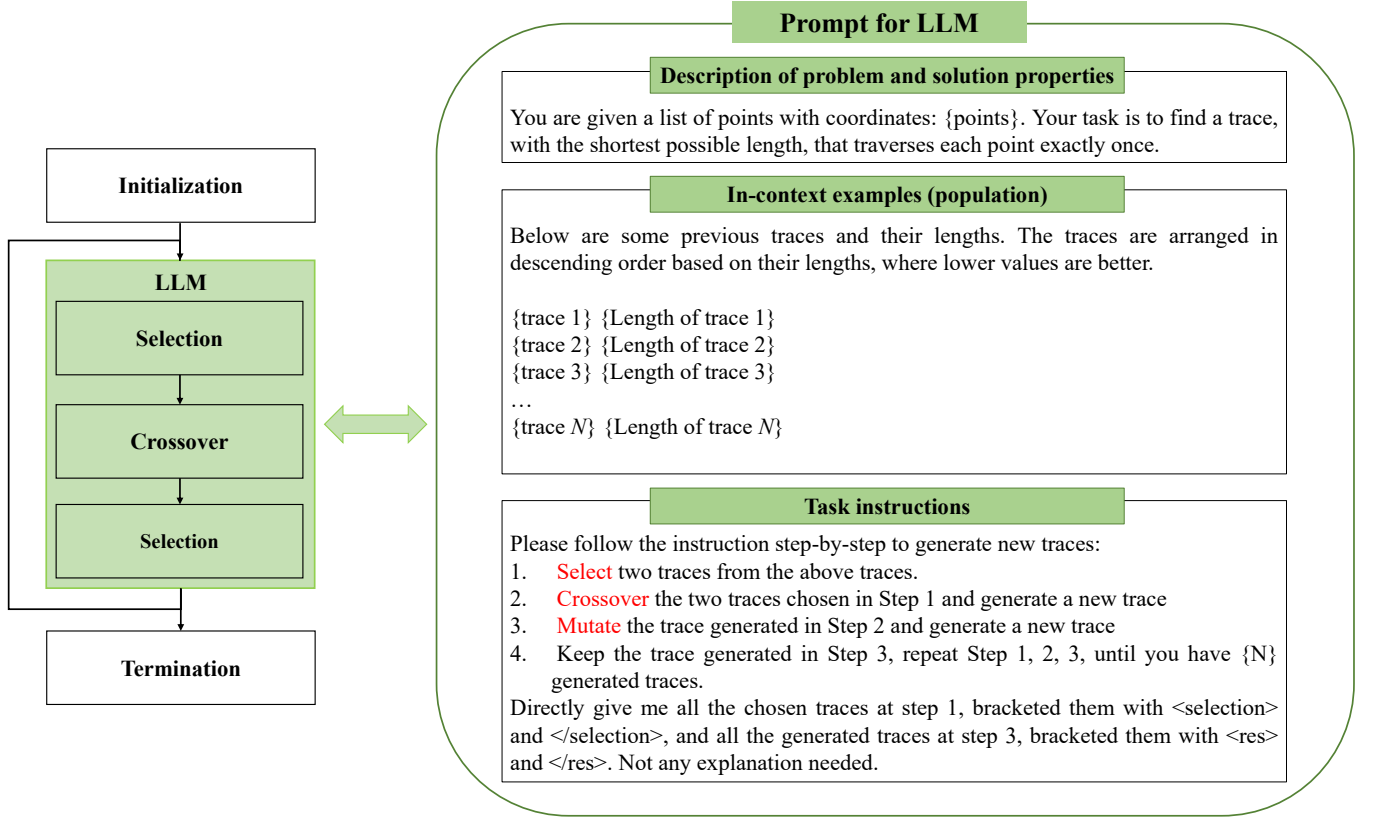 Initialization
LLM
Selection
Crossover
Selection
Termination
Prompt for LLM
Description of problem and solution properties
You are given a list of points with coordinates: {points}. Your task is to find a trace,
with the shortest possible length, that traverses each point exactly once.
In-context examples (population)
Below are some previous traces and their lengths. The traces are arranged in
descending order based on their lengths, where lower values are better.
{trace 1} {Length of trace 1}
{trace 2} {Length of trace 2}
{trace 3} {Length of trace 3}
…
{trace N} {Length of trace N}
Task instructions
Please follow the instruction step-by-step to generate new traces:
1. Select two traces from the above traces.
2. Crossover the two traces chosen in Step 1 and generate a new trace
3. Mutate the trace generated in Step 2 and generate a new trace
4. Keep the trace generated in Step 3, repeat Step 1, 2, 3, until you have {N}
generated traces.
Directly give me all the chosen traces at step 1, bracketed them with <selection>
and </selection>, and all the generated traces at step 3, bracketed them with <res>
and </res>. Not any explanation needed.